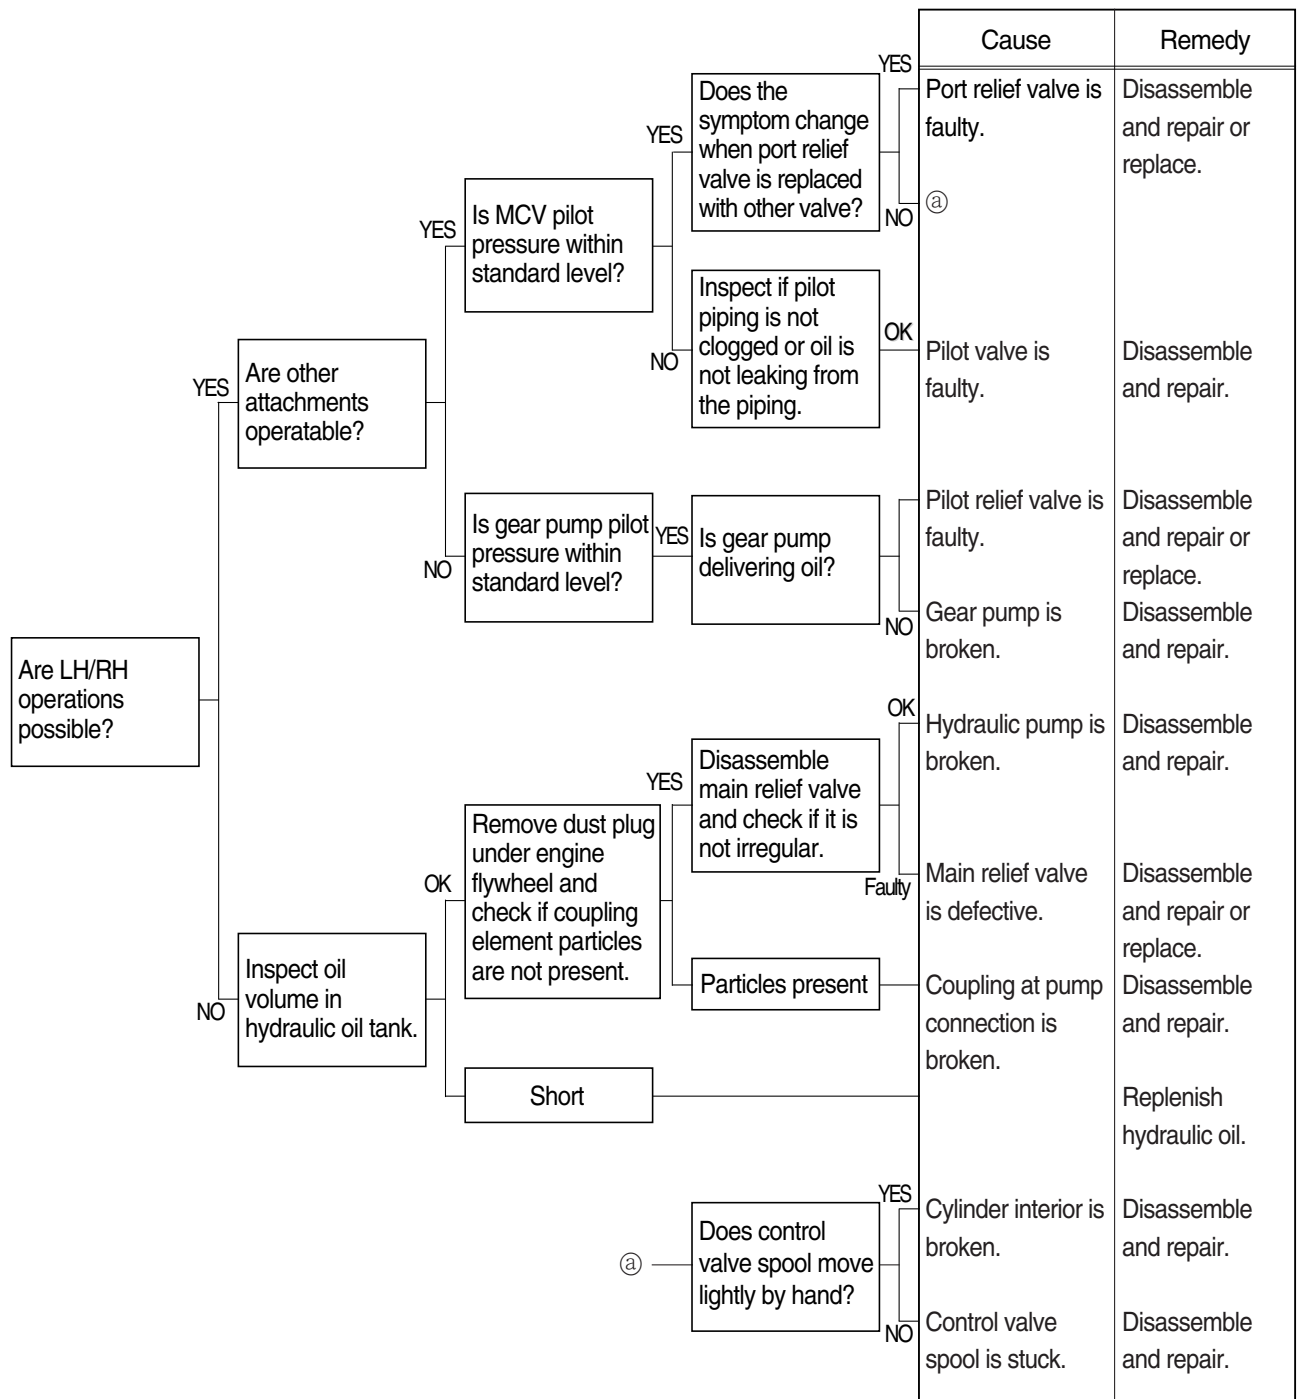 Cause
Remedy
YES
Does the
symptom change
when port relief
valve is replaced
with other valve?
Port relief valve is
faulty.
Disassemble
and repair or
replace.
YES
NO
ⓐ
YES
Is MCV pilot
pressure within
standard level?
Inspect if pilot
piping is not
clogged or oil is
not leaking from
the piping.
OK
NO
Pilot valve is
faulty.
Disassemble
and repair.
YES
Are other
attachments
operatable?
Is gear pump pilot
pressure within
standard level?
YES
Is gear pump
delivering oil?
Pilot relief valve is
faulty.
Disassemble
and repair or
replace.
NO
NO
Gear pump is
broken.
Disassemble
and repair.
Are LH/RH
operations
possible?
OK
Hydraulic pump is
broken.
Disassemble
and repair.
YES
Disassemble
main relief valve
and check if it is
not irregular.
Remove dust plug
under engine
flywheel and
check if coupling
element particles
are not present.
OK
Faulty
Main relief valve
is defective.
Disassemble
and repair or
replace.
Inspect oil
volume in
hydraulic oil tank.
NO
Particles present
Coupling at pump
connection is
broken.
Disassemble
and repair.
Short
Replenish
hydraulic oil.
YES
Cylinder interior is
broken.
Disassemble
and repair.
ⓐ
Does control
valve spool move
lightly by hand?
NO
Control valve
spool is stuck.
Disassemble
and repair.